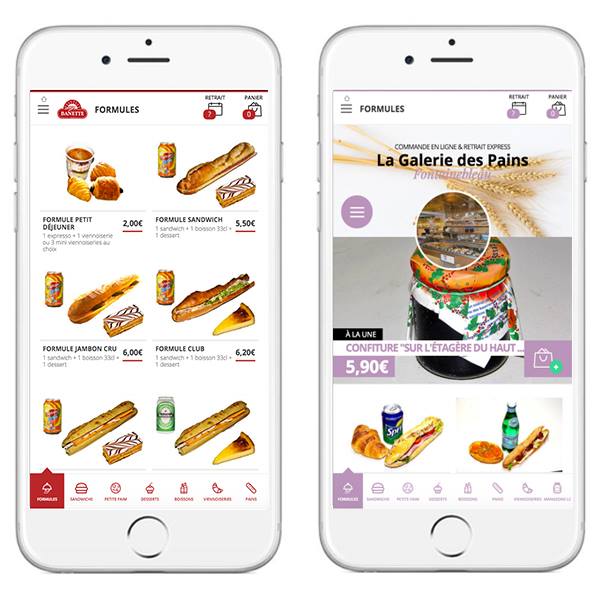 RETRAIT
PANIER
BANETTE
FORMULES
7
0
FORMULE PETIT
DÉJEUNER
2,00€
1 expresso + 1 viennoiserie
ou 3 mini viennoiseries au
choix
FORMULE SANDWICH
5,50€
1 sandwich + 1 boisson 33cl +
1 dessert
FORMULE JAMBON CRU
6,00€
1 sandwich + 1 boisson 33cl +
1 dessert
FORMULE CLUB
6,20€
1 sandwich + 1 boisson 33cl +
1 dessert
FORMULES
SANDWICHS
PETITE FAIM
DESSERTS
BOISSONS
VIENNOISERIES
PAINS
RETRAIT
PANIER
FORMULES
7
0
COMMANDE EN LIGNE & RETRAIT EXPRESS
La Galerie des Pains
Fontainebleau
À LA UNE
CONFITURE "SUR L'ÉTAGÈRE DU HAUT ...
5,90€
FORMULES
SANDWICHS
PETITE FAIM
DESSERTS
BOISSONS
PAINS
VIENNOISERIES